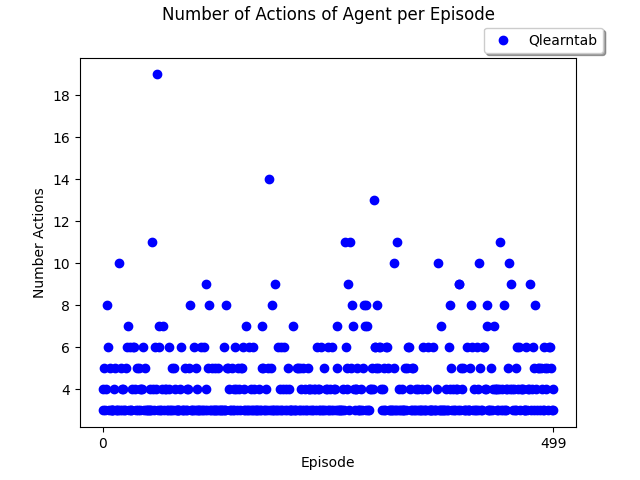 Number of Actions of Agent per Episode
Qlearntab
18
16
14
12
10
8
6
4
Number Actions
0
499
Episode